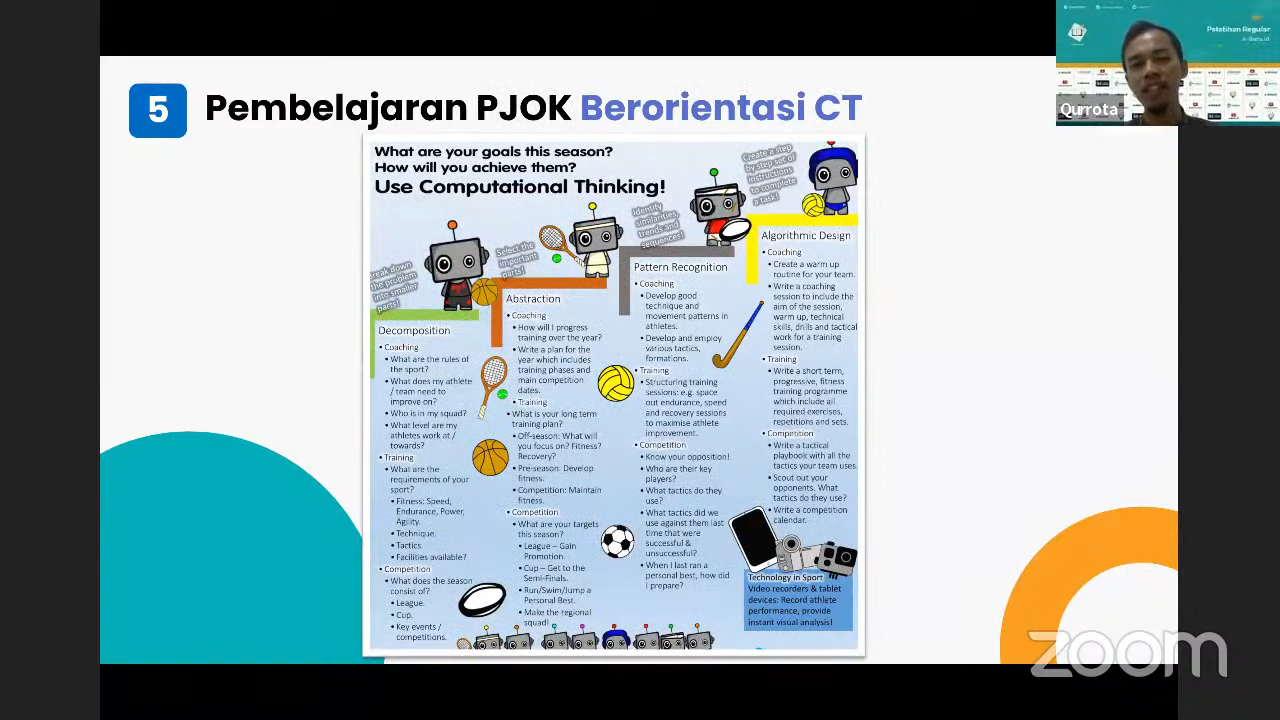 5
Pembelajaran PJOK Berorientasi CT
Pelatihan Regular
Qurrota
What are your goals this season?
How will you achieve them?
Use Computational Thinking!
Break down
the problem
into smaller
parts!
Decomposition
• Coaching
• What are the rules of
the sport?
• What does my athlete
/ team need to
improve on?
• Who is in my squad?
• What level are my
athletes work at /
towards?
• Training
• What are the
requirements of your
sport?
• Fitness: Speed,
Endurance, Power,
Agility.
• Technique.
• Tactics.
• Facilities available?
• Competition
• What does the season
consist of?
• League.
• Cup.
• Key events /
competitions.
Select the
important
parts!
Abstraction
• Coaching
• How will I progress
training over the year?
• Write a plan for the
year which includes
training phases and
main competition
dates.
• Training
• What is your long term
training plan?
• Off-season: What will
you focus on? Fitness?
Recovery?
• Pre-season: Develop
fitness.
• Competition: Maintain
fitness.
• Competition
• What are your targets
this season?
• League – Gain
Promotion.
• Cup – Get to the
Semi-Finals.
• Run/Swim/Jump a
Personal Best.
• Make the regional
squad!
Identify
similarities,
trends and
sequences!
Pattern Recognition
• Coaching
• Develop good
technique and
movement patterns in
athletes.
• Develop and employ
various tactics,
formations.
• Training
• Structuring training
sessions: e.g. space
out endurance, speed
and recovery sessions
to maximise athlete
improvement.
• Competition
• Know your opposition!
• Who are their key
players?
• What tactics do they
use?
• What tactics did we
use against them last
time that were
successful &
unsuccessful?
• When I last ran a
personal best, how did
I prepare?
Create a step
by step set of
instructions
to complete
a task!
Algorithmic Design
• Coaching
• Create a warm up
routine for your team.
• Write a coaching
session to include the
aim of the session,
warm up, technical
skills, drills and tactical
work for a training
session.
• Training
• Write a short term,
progressive, fitness
training programme
which include all
required exercises,
repetitions and sets.
• Competition
• Write a tactical
playbook with all the
tactics your team uses.
• Scout out your
opponents. What
tactics do they use?
• Write a competition
calendar.
Technology in Sport
Video recorders & tablet
devices: Record athlete
performance, provide
instant visual analysis!
zoom